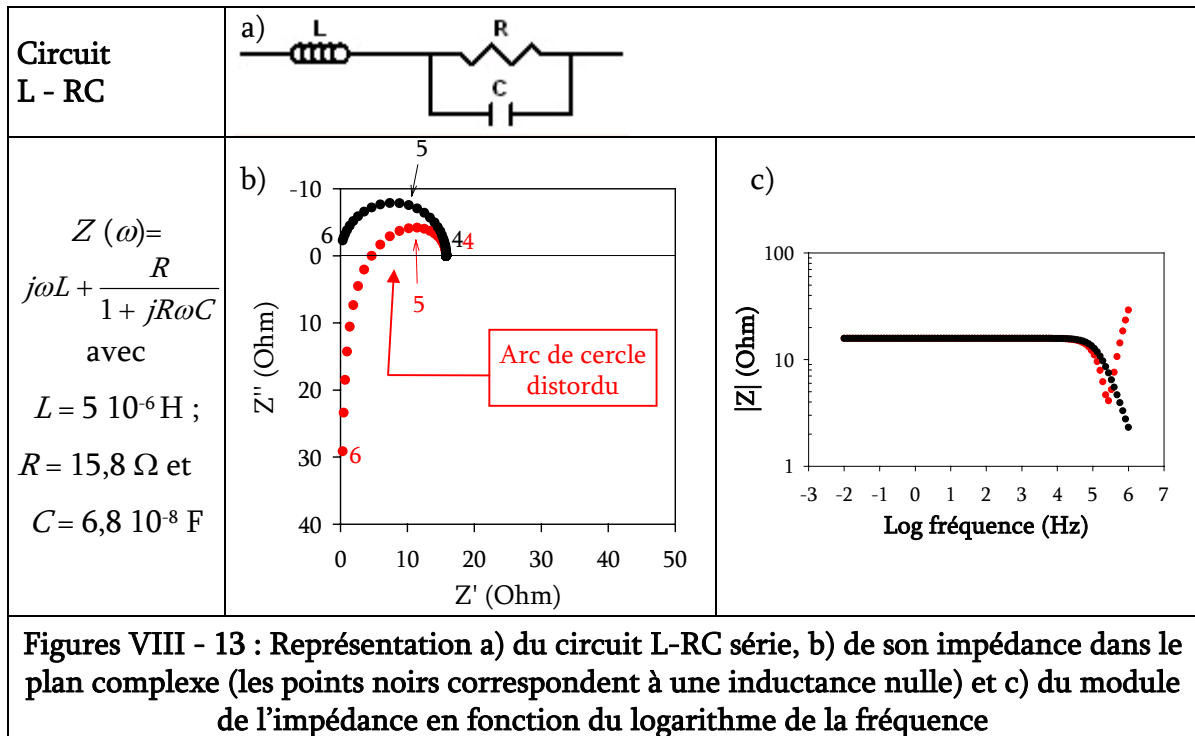 Circuit
L - RC
a)
L
R
C
Z (ω)=
jωL + R / (1 + jRωC)
avec
L = 5 10⁻⁶ H ;
R = 15,8 Ω et
C = 6,8 10⁻⁸ F
b)
5
-10
6
44
0
5
10
Arc de cercle
distordu
20
30
6
40
0 10 20 30 40 50
Z'' (Ohm)
Z' (Ohm)
c)
100
10
1
|Z| (Ohm)
-3 -2 -1 0 1 2 3 4 5 6 7
Log fréquence (Hz)
Figures VIII - 13 : Représentation a) du circuit L-RC série, b) de son impédance dans le
plan complexe (les points noirs correspondent à une inductance nulle) et c) du module
de l'impédance en fonction du logarithme de la fréquence